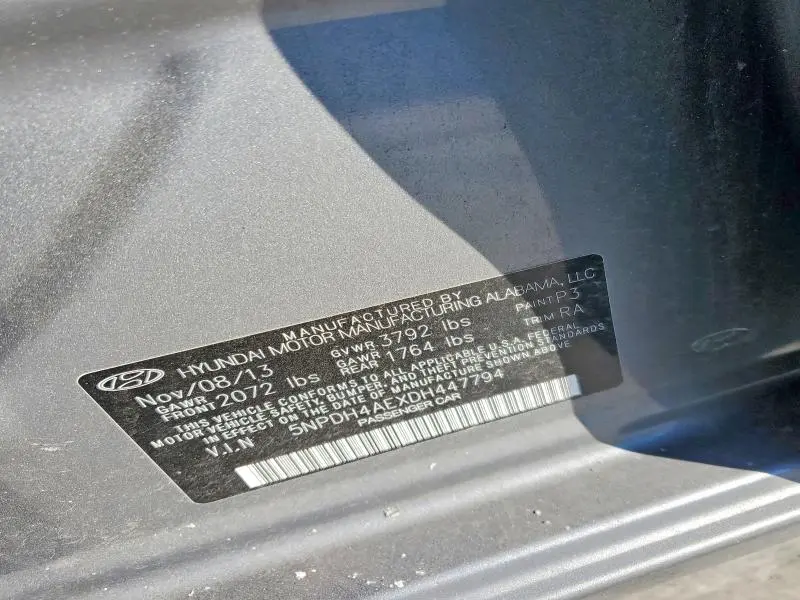 MANUFACTURED BY
HYUNDAI MOTOR MANUFACTURING ALABAMA, LLC
Nov/08/13 GVWR 3792 lbs PAINT P3
GAWR FRONT 2072 lbs GAWR REAR 1764 lbs TRIM RA
THIS VEHICLE CONFORMS TO ALL APPLICABLE U.S.A. FEDERAL
MOTOR VEHICLE SAFETY, BUMPER, AND THEFT PREVENTION STANDARDS
IN EFFECT ON THE DATE OF MANUFACTURE SHOWN ABOVE
V.I.N 5NPDH4AEXDH447794
PASSENGER CAR